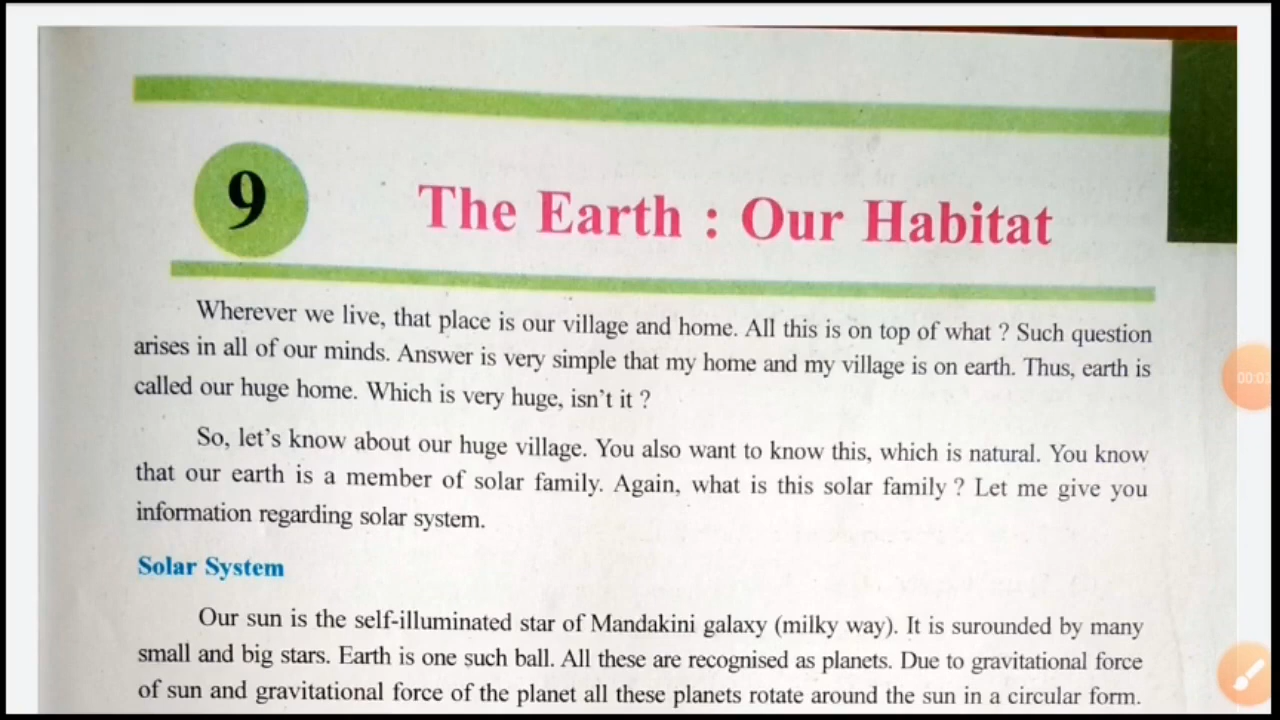 9
The Earth : Our Habitat
Wherever we live, that place is our village and home. All this is on top of what ? Such question
arises in all of our minds. Answer is very simple that my home and my village is on earth. Thus, earth is
called our huge home. Which is very huge, isn't it ?
So, let's know about our huge village. You also want to know this, which is natural. You know
that our earth is a member of solar family. Again, what is this solar family ? Let me give you
information regarding solar system.
Solar System
Our sun is the self-illuminated star of Mandakini galaxy (milky way). It is surounded by many
small and big stars. Earth is one such ball. All these are recognised as planets. Due to gravitational force
of sun and gravitational force of the planet all these planets rotate around the sun in a circular form.